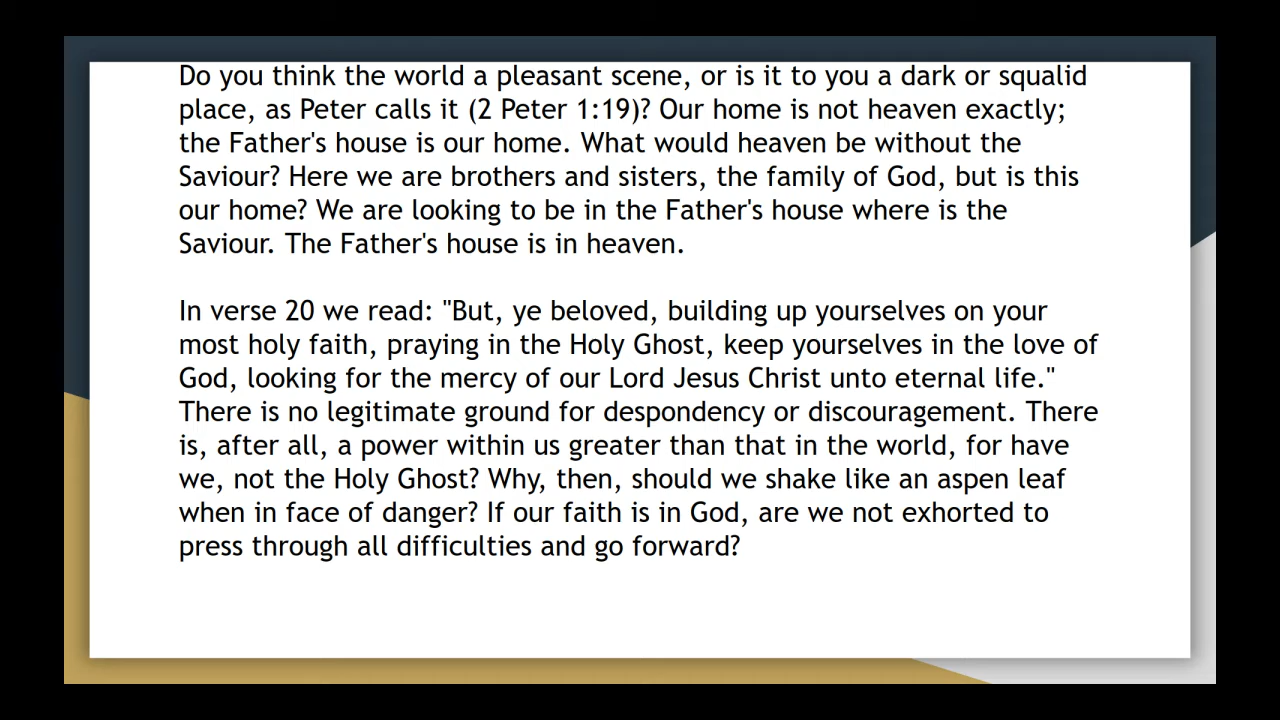 Do you think the world a pleasant scene, or is it to you a dark or squalid
place, as Peter calls it (2 Peter 1:19)? Our home is not heaven exactly;
the Father's house is our home. What would heaven be without the
Saviour? Here we are brothers and sisters, the family of God, but is this
our home? We are looking to be in the Father's house where is the
Saviour. The Father's house is in heaven.
In verse 20 we read: "But, ye beloved, building up yourselves on your
most holy faith, praying in the Holy Ghost, keep yourselves in the love of
God, looking for the mercy of our Lord Jesus Christ unto eternal life."
There is no legitimate ground for despondency or discouragement. There
is, after all, a power within us greater than that in the world, for have
we, not the Holy Ghost? Why, then, should we shake like an aspen leaf
when in face of danger? If our faith is in God, are we not exhorted to
press through all difficulties and go forward?